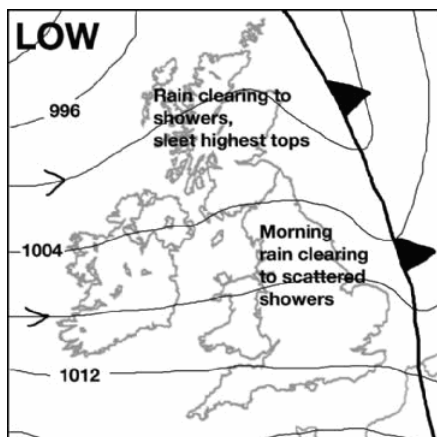 LOW
996
Rain clearing to
showers,
sleet highest tops
1004
Morning
rain clearing
to scattered
showers
1012